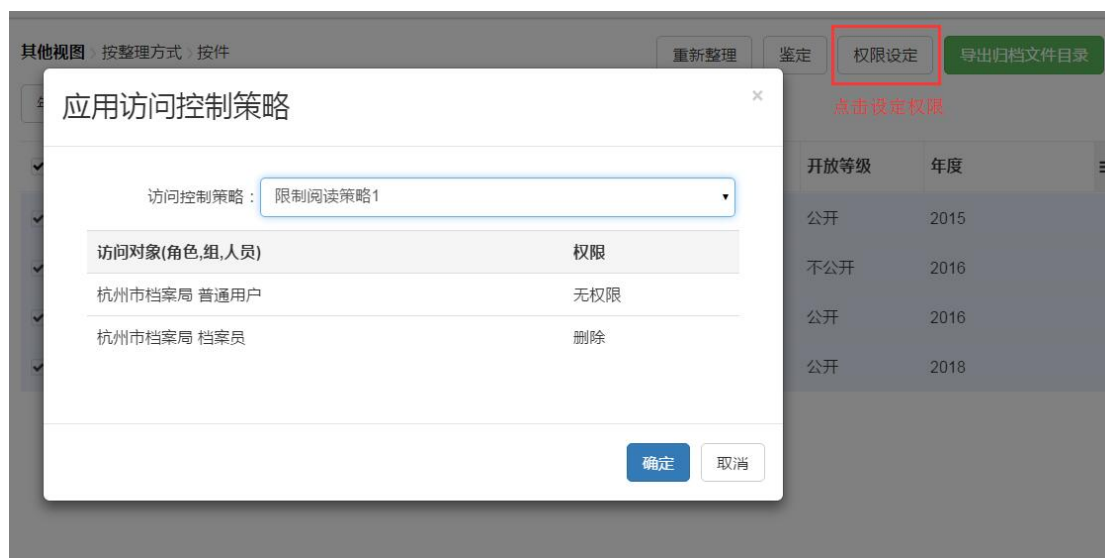 其他视图 > 按整理方式 > 按件
重新整理
鉴定
权限设定
导出归档文件目录
点击设定权限
应用访问控制策略
×
访问控制策略：
限制阅读策略1
访问对象(角色,组,人员) 权限
杭州市档案局 普通用户 无权限
杭州市档案局 档案员 删除
确定
取消
开放等级 年度
公开 2015
不公开 2016
公开 2016
公开 2018